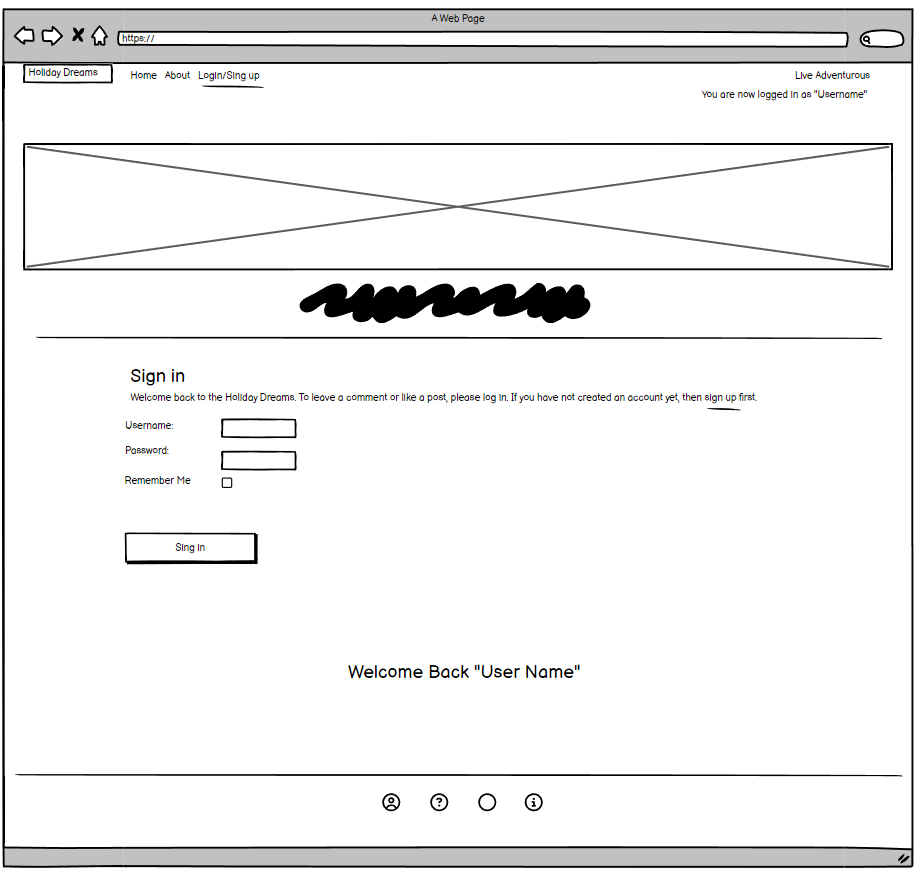 A Web Page
https://
Holiday Dreams Home About Login/Sing up Live Adventurous
You are now logged in as "Username"
Sign in
Welcome back to the Holiday Dreams. To leave a comment or like a post, please log in. If you have not created an account yet, then sign up first.
Username:
Password:
Remember Me
Sing in
Welcome Back "User Name"